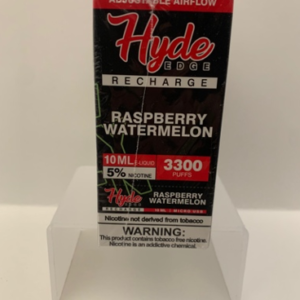 ADJUSTABLE AIRFLOW
Hyde
EDGE
RECHARGE
RASPBERRY
WATERMELON
10ML E-LIQUID
3300
5% NICOTINE
PUFFS
Hyde
RASPBERRY
RECHARGE
WATERMELON
Nicotine not derived from tobacco
WARNING:
This product contains tobacco free nicotine
Nicotine is an addictive chemical.